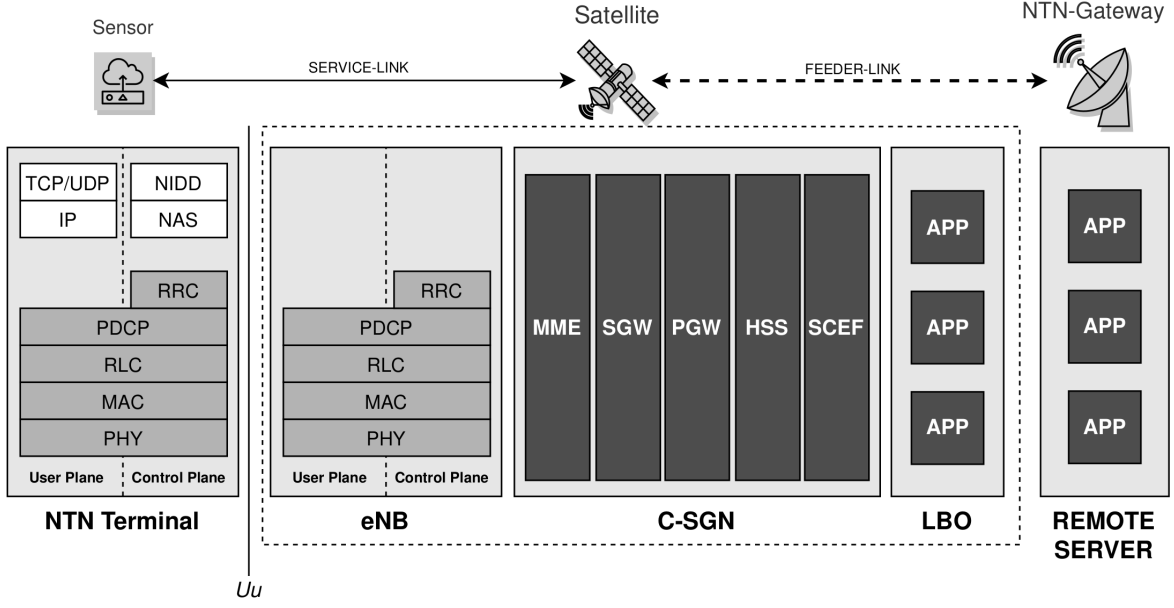 Sensor
Satellite
NTN-Gateway
SERVICE-LINK
FEEDER-LINK
TCP/UDP
NIDD
IP
NAS
RRC
PDCP
RLC
MAC
PHY
User Plane
Control Plane
NTN Terminal
Uu
RRC
PDCP
RLC
MAC
PHY
User Plane
Control Plane
eNB
MME
SGW
PGW
HSS
SCEF
C-SGN
APP
APP
APP
LBO
APP
APP
APP
REMOTE
SERVER